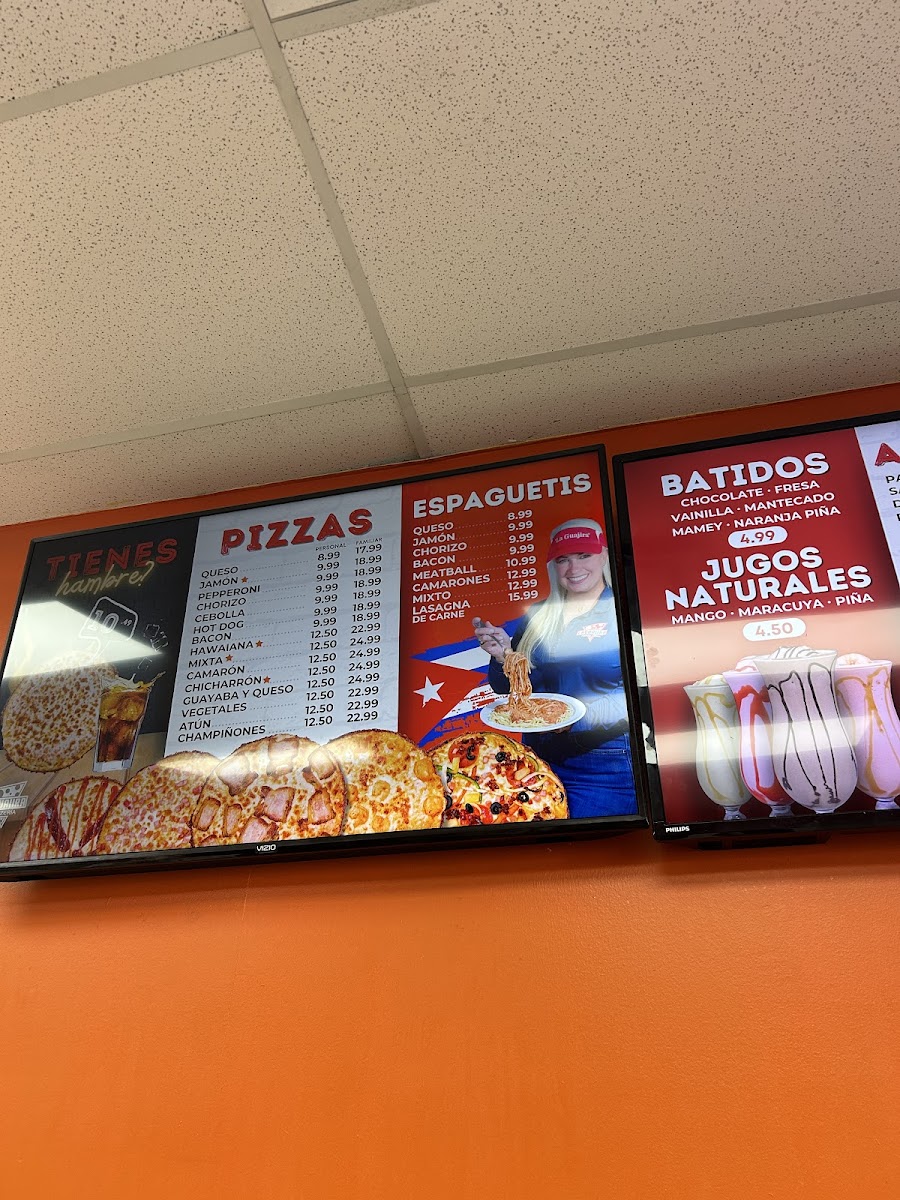 TIENES
hambre?
PIZZAS
PERSONAL FAMILIAR
QUESO 8.99 17.99
JAMÓN 9.99 18.99
PEPPERONI 9.99 18.99
CHORIZO 9.99 18.99
CEBOLLA 9.99 18.99
HOT DOG 9.99 18.99
BACON 9.99 18.99
HAWAIANA 12.50 22.99
MIXTA 12.50 24.99
CAMARÓN 12.50 24.99
CHICHARRÓN 12.50 24.99
GUAYABA Y QUESO 12.50 24.99
VEGETALES 12.50 22.99
ATÚN 12.50 22.99
CHAMPIÑONES 12.50 22.99
ESPAGUETIS
QUESO 8.99
JAMÓN 9.99
CHORIZO 9.99
BACON 9.99
MEATBALL 10.99
CAMARONES 12.99
MIXTO 12.99
LASAGNA 15.99
DE CARNE
La Guajira
VIZIO
BATIDOS
CHOCOLATE · FRESA
VAINILLA · MANTECADO
MAMEY · NARANJA PIÑA
4.99
JUGOS
NATURALES
MANGO · MARACUYA · PIÑA
4.50
PHILIPS